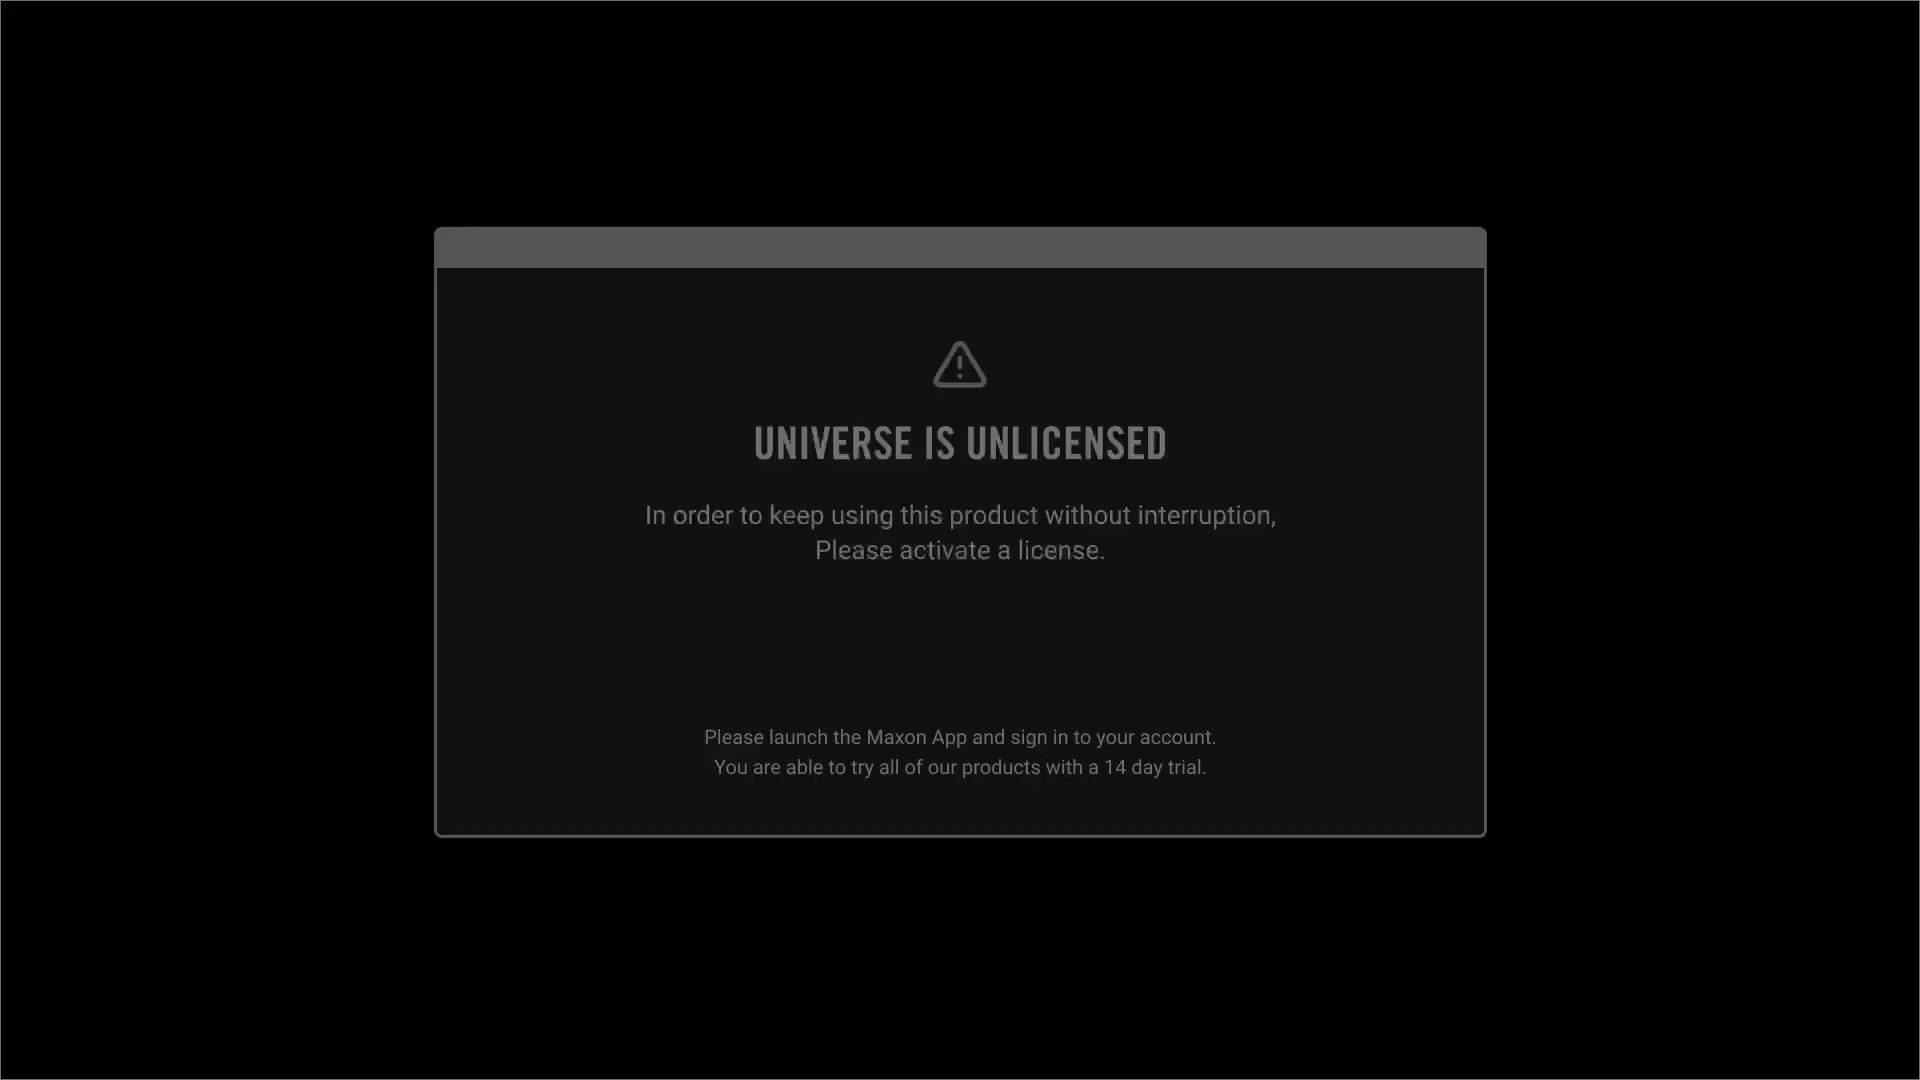 UNIVERSE IS UNLICENSED
In order to keep using this product without interruption,
Please activate a license.
Please launch the Maxon App and sign in to your account.
You are able to try all of our products with a 14 day trial.